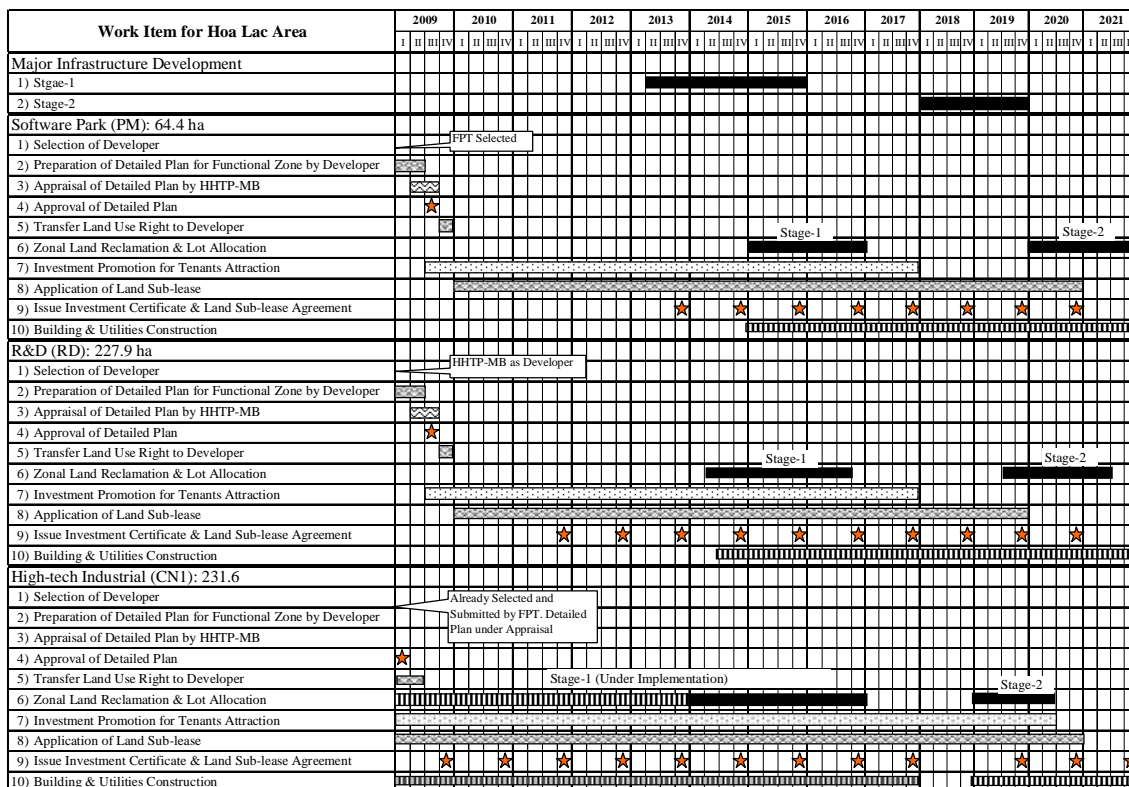 Work Item for Hoa Lac Area
2009 2010 2011 2012 2013 2014 2015 2016 2017 2018 2019 2020 2021
I II III IV I II III IV I II III IV I II III IV I II III IV I II III IV I II III IV I II III IV I II III IV I II III IV I II III IV I II III IV I II III
Major Infrastructure Development
1) Stgae-1
2) Stage-2
Software Park (PM): 64.4 ha
FPT Selected
1) Selection of Developer
2) Preparation of Detailed Plan for Functional Zone by Developer
3) Appraisal of Detailed Plan by HHTP-MB
4) Approval of Detailed Plan
5) Transfer Land Use Right to Developer
Stage-1 Stage-2
6) Zonal Land Reclamation & Lot Allocation
7) Investment Promotion for Tenants Attraction
8) Application of Land Sub-lease
9) Issue Investment Certificate & Land Sub-lease Agreement
10) Building & Utilities Construction
R&D (RD): 227.9 ha
HHTP-MB as Developer
1) Selection of Developer
2) Preparation of Detailed Plan for Functional Zone by Developer
3) Appraisal of Detailed Plan by HHTP-MB
4) Approval of Detailed Plan
5) Transfer Land Use Right to Developer
Stage-1 Stage-2
6) Zonal Land Reclamation & Lot Allocation
7) Investment Promotion for Tenants Attraction
8) Application of Land Sub-lease
9) Issue Investment Certificate & Land Sub-lease Agreement
10) Building & Utilities Construction
High-tech Industrial (CN1): 231.6
1) Selection of Developer
Already Selected and
Submitted by FPT. Detailed
Plan under Appraisal
2) Preparation of Detailed Plan for Functional Zone by Developer
3) Appraisal of Detailed Plan by HHTP-MB
4) Approval of Detailed Plan
5) Transfer Land Use Right to Developer
Stage-1 (Under Implementation) Stage-2
6) Zonal Land Reclamation & Lot Allocation
7) Investment Promotion for Tenants Attraction
8) Application of Land Sub-lease
9) Issue Investment Certificate & Land Sub-lease Agreement
10) Building & Utilities Construction